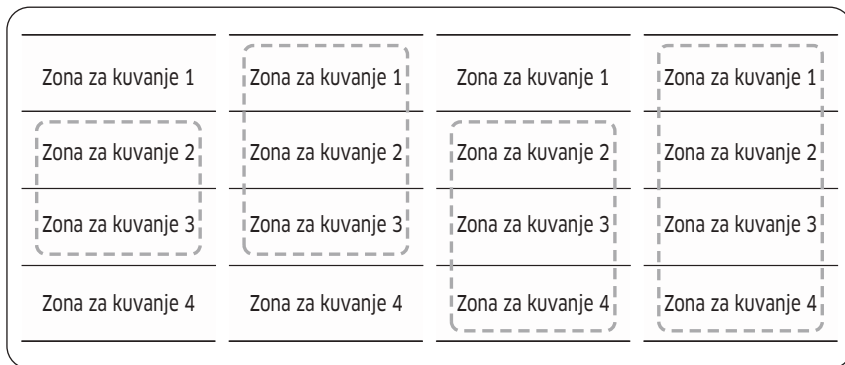 Zona za kuvanje 1 Zona za kuvanje 1 Zona za kuvanje 1 Zona za kuvanje 1
Zona za kuvanje 2 Zona za kuvanje 2 Zona za kuvanje 2 Zona za kuvanje 2
Zona za kuvanje 3 Zona za kuvanje 3 Zona za kuvanje 3 Zona za kuvanje 3
Zona za kuvanje 4 Zona za kuvanje 4 Zona za kuvanje 4 Zona za kuvanje 4